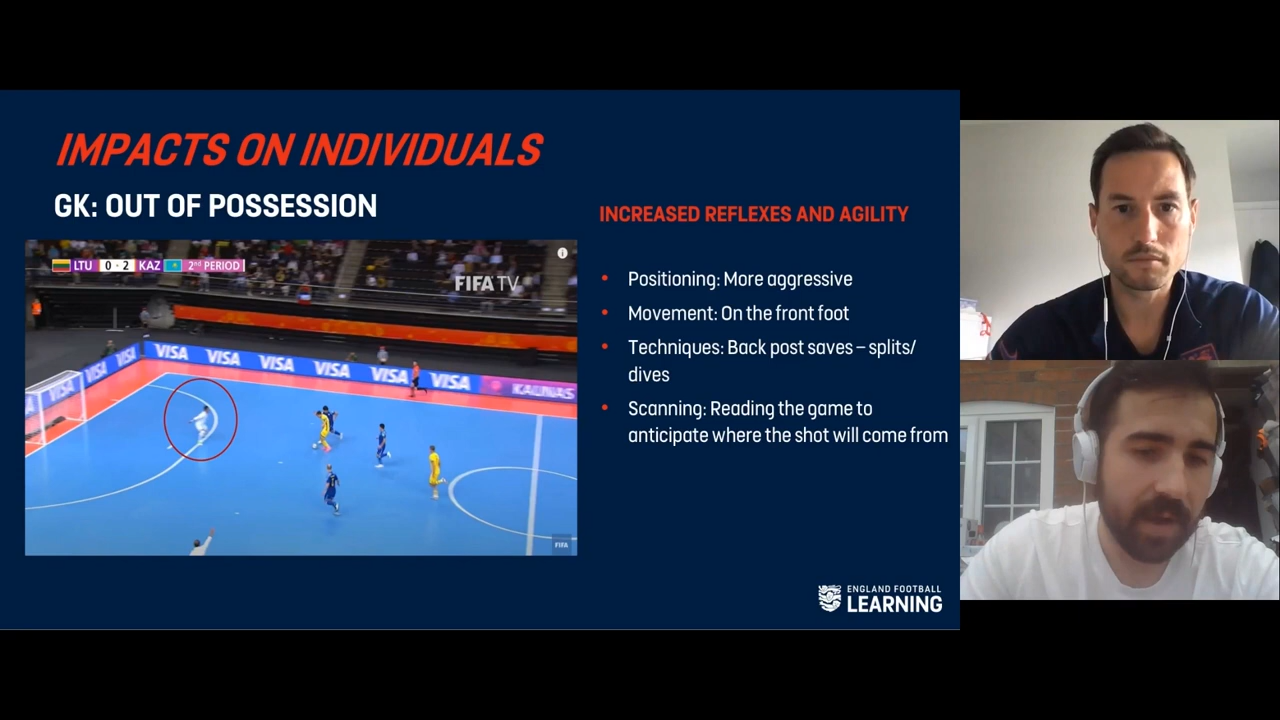 IMPACTS ON INDIVIDUALS
GK: OUT OF POSSESSION
LTU 0 - 2 KAZ 2nd PERIOD
FIFA TV
VISA VISA VISA VISA VISA VISA VISA KAUNAS
FIFA
INCREASED REFLEXES AND AGILITY
• Positioning: More aggressive
• Movement: On the front foot
• Techniques: Back post saves – splits/
dives
• Scanning: Reading the game to
anticipate where the shot will come from
ENGLAND FOOTBALL
LEARNING